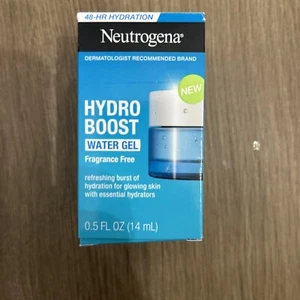 48-HR HYDRATION
Neutrogena®
DERMATOLOGIST RECOMMENDED BRAND
NEW
HYDRO
BOOST
WATER GEL
Fragrance Free
refreshing burst of
hydration for glowing skin
with essential hydrators
0.5 FL OZ (14 mL)